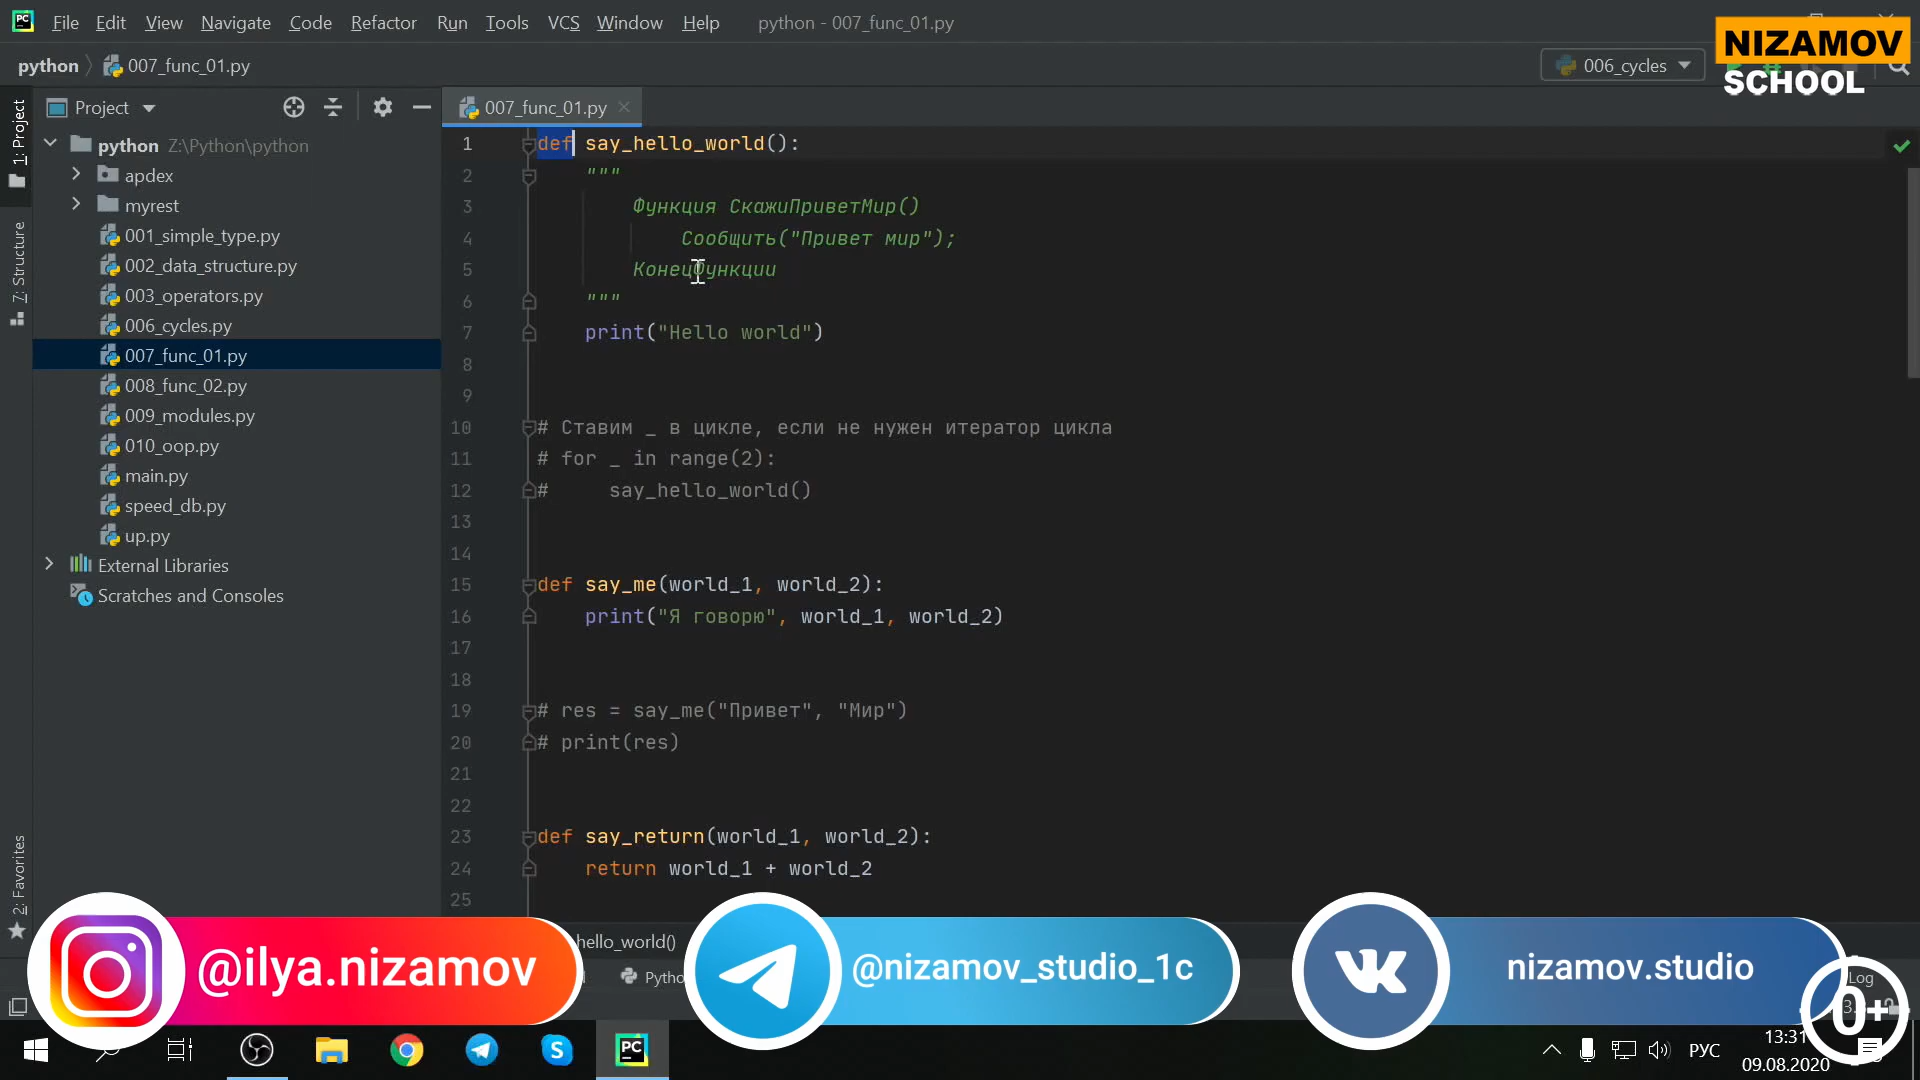 File Edit View Navigate Code Refactor Run Tools VCS Window Help python - 007_func_01.py
NIZAMOV
SCHOOL
python 007_func_01.py 006_cycles
Project
007_func_01.py
1: Project
7: Structure
2: Favorites
python Z:\Python\python
apdex
myrest
001_simple_type.py
002_data_structure.py
003_operators.py
006_cycles.py
007_func_01.py
008_func_02.py
009_modules.py
010_oop.py
main.py
speed_db.py
up.py
External Libraries
Scratches and Consoles
1 def say_hello_world():
2 """
3 Функция СкажиПриветМир()
4 Сообщить("Привет мир");
5 КонецФункции
6 """
7 print("Hello world")
8
9
10 # Ставим _ в цикле, если не нужен итератор цикла
11 # for _ in range(2):
12 # say_hello_world()
13
14
15 def say_me(world_1, world_2):
16 print("Я говорю", world_1, world_2)
17
18
19 # res = say_me("Привет", "Мир")
20 # print(res)
21
22
23 def say_return(world_1, world_2):
24 return world_1 + world_2
25
hello_world()
Log
@ilya.nizamov
@nizamov_studio_1c
nizamov.studio
0+
РУС
13:31
09.08.2020